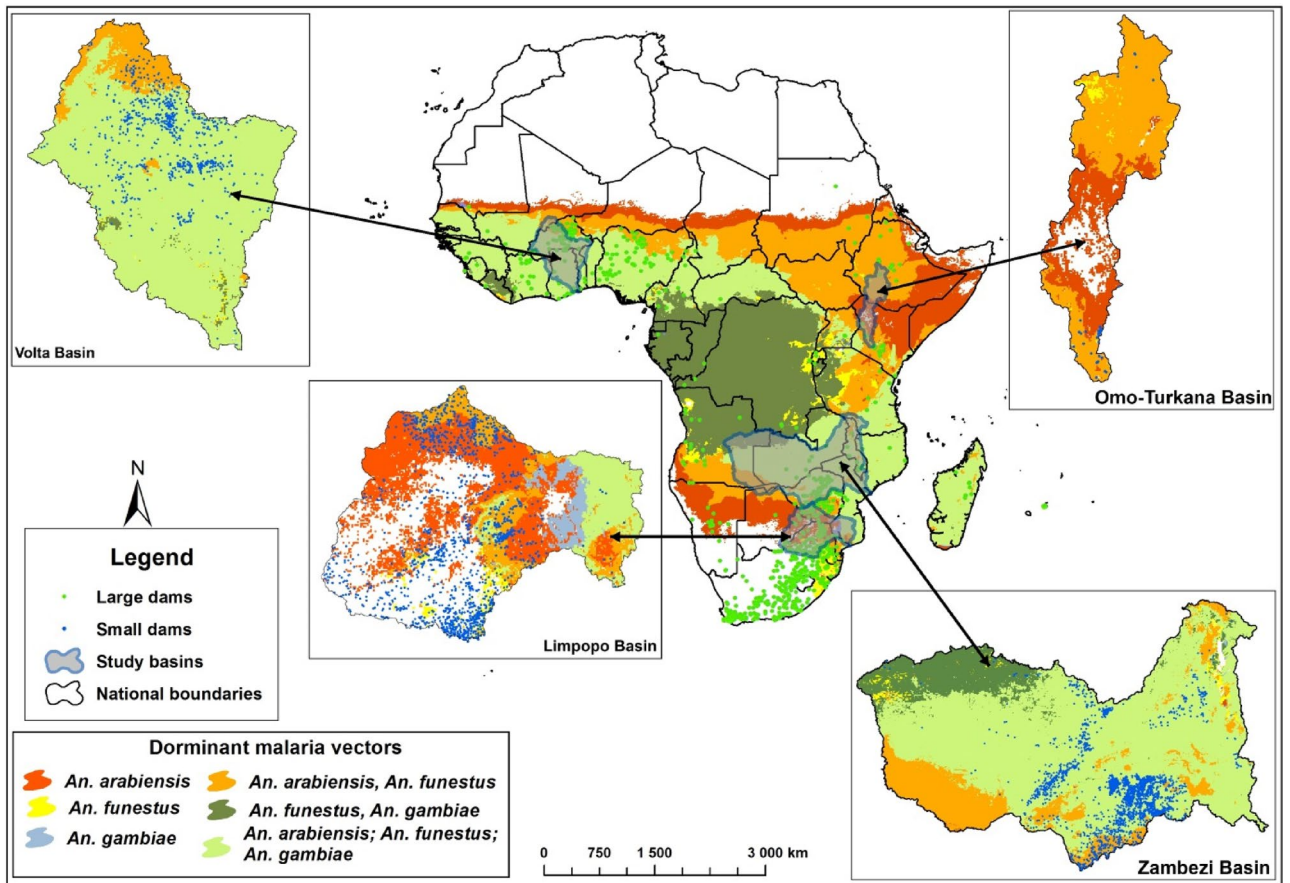 Volta Basin
Omo-Turkana Basin
Limpopo Basin
Zambezi Basin
N
Legend
Large dams
Small dams
Study basins
National boundaries
Dorminant malaria vectors
An. arabiensis
An. arabiensis, An. funestus
An. funestus
An. funestus, An. gambiae
An. gambiae
An. arabiensis; An. funestus;
An. gambiae
0 750 1 500 3 000 km